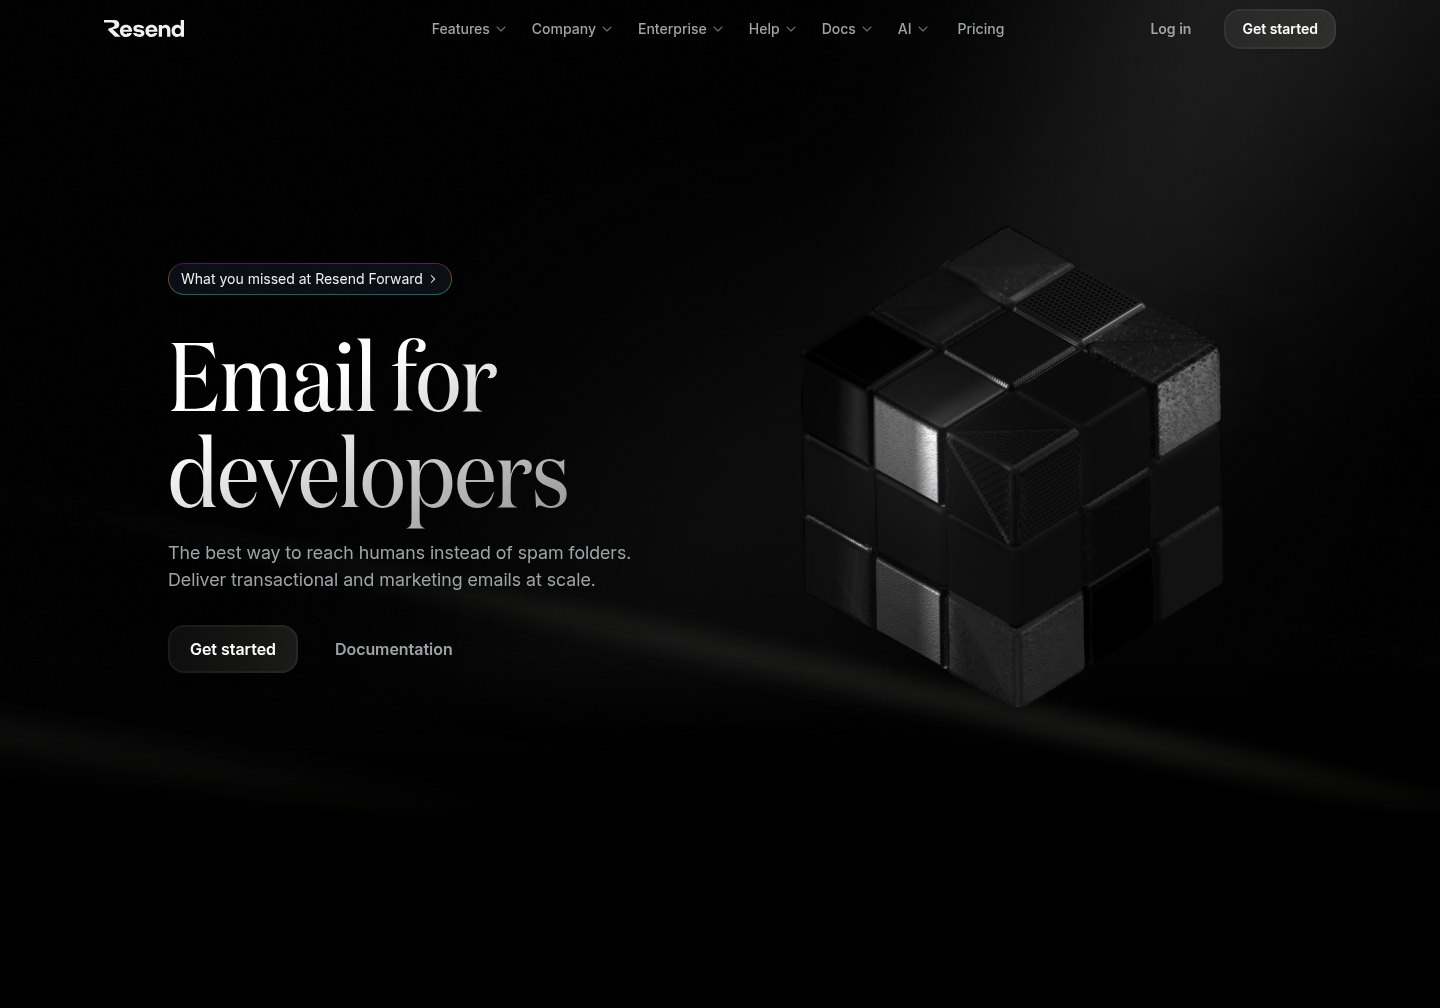 Resend
Features
Company
Enterprise
Help
Docs
AI
Pricing
Log in
Get started
What you missed at Resend Forward
Email for
developers
The best way to reach humans instead of spam folders.
Deliver transactional and marketing emails at scale.
Get started
Documentation